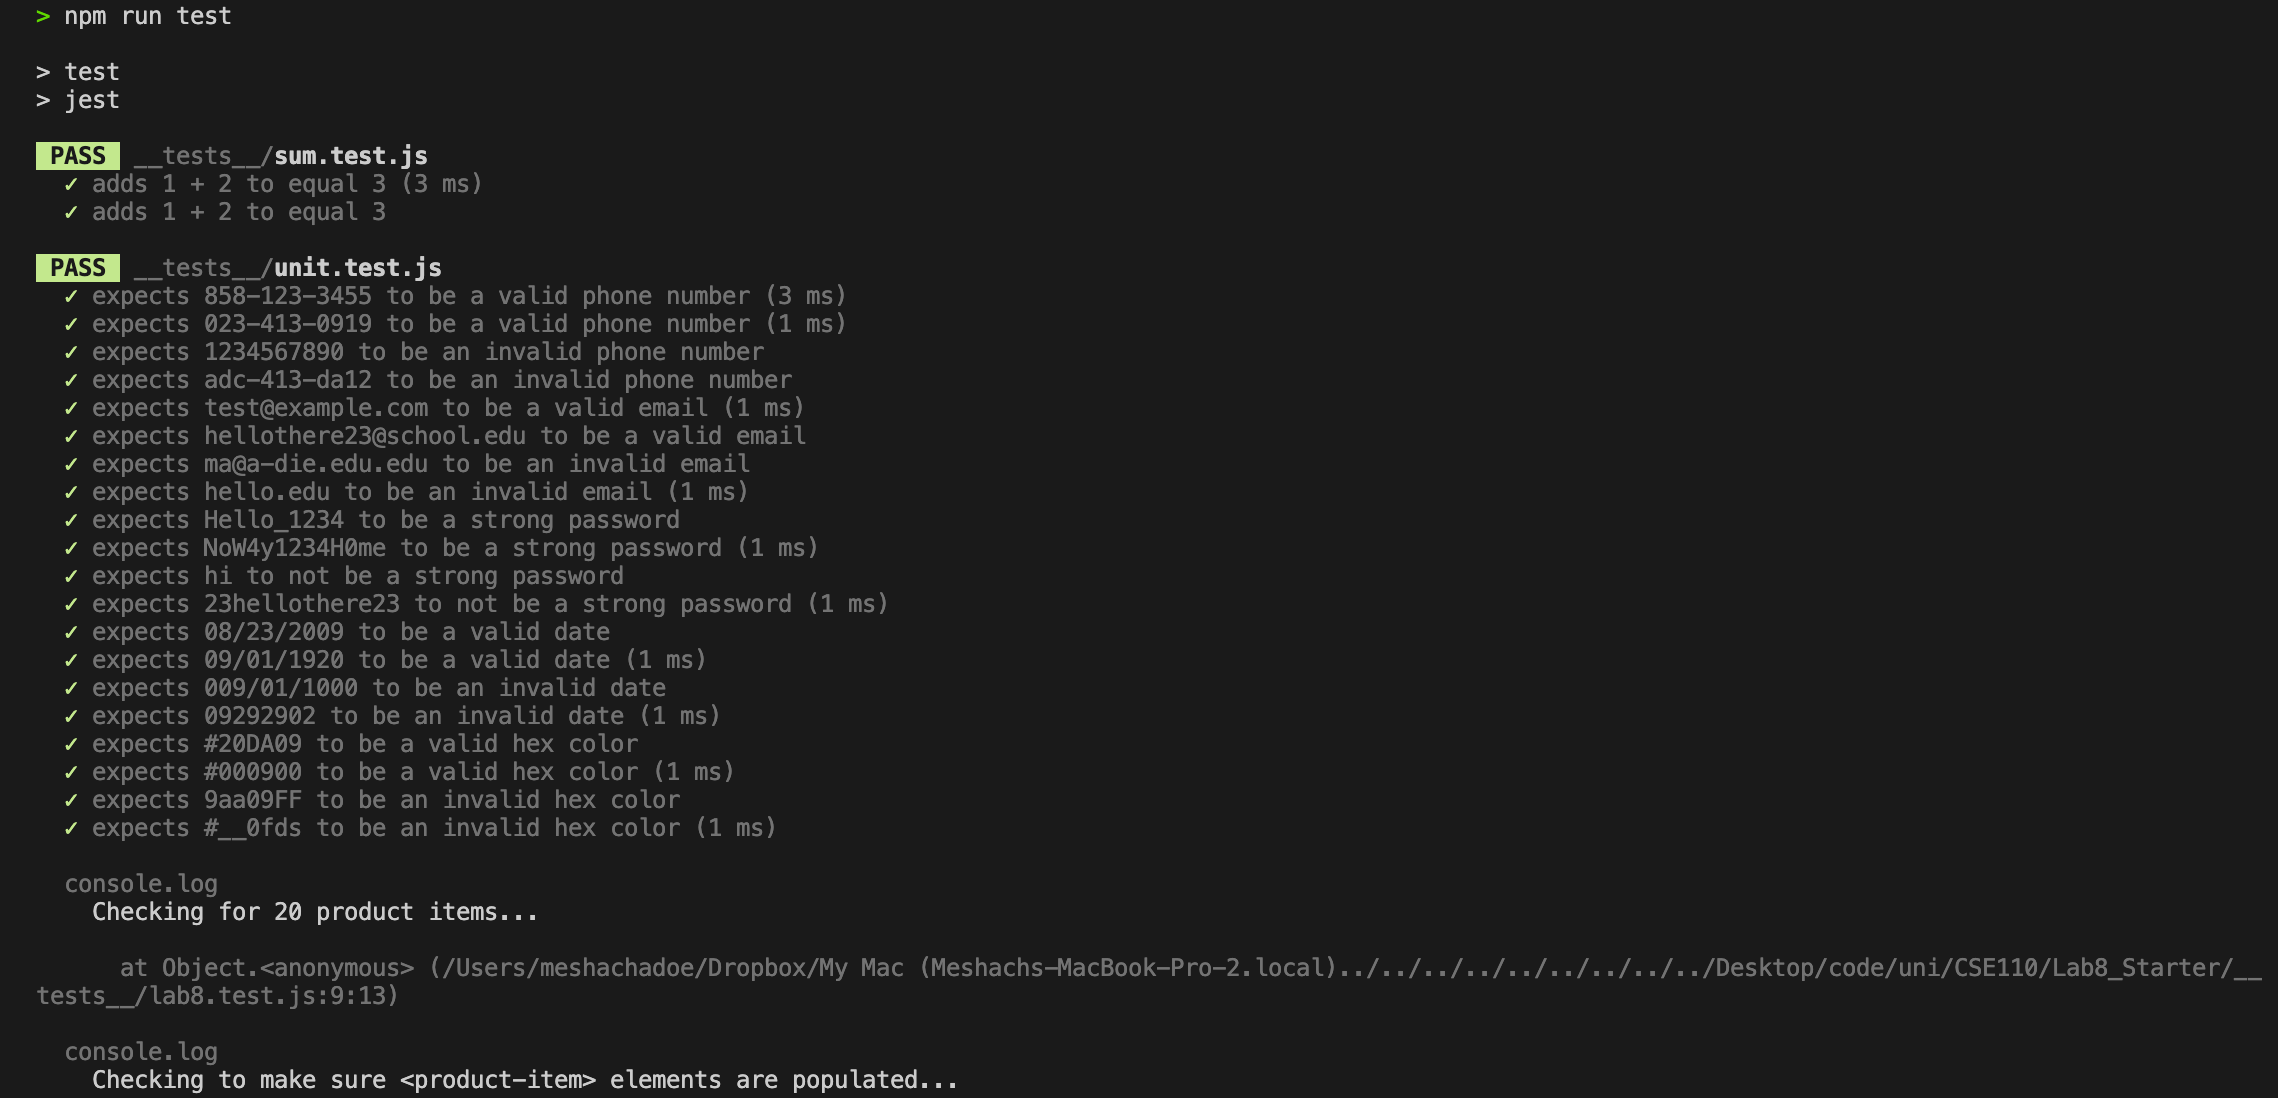 > npm run test
> test
> jest
PASS __tests__/sum.test.js
✓ adds 1 + 2 to equal 3 (3 ms)
✓ adds 1 + 2 to equal 3
PASS __tests__/unit.test.js
✓ expects 858-123-3455 to be a valid phone number (3 ms)
✓ expects 023-413-0919 to be a valid phone number (1 ms)
✓ expects 1234567890 to be an invalid phone number
✓ expects adc-413-da12 to be an invalid phone number
✓ expects test@example.com to be a valid email (1 ms)
✓ expects hellothere23@school.edu to be a valid email
✓ expects ma@a-die.edu.edu to be an invalid email
✓ expects hello.edu to be an invalid email (1 ms)
✓ expects Hello_1234 to be a strong password
✓ expects NoW4y1234H0me to be a strong password (1 ms)
✓ expects hi to not be a strong password
✓ expects 23hellothere23 to not be a strong password (1 ms)
✓ expects 08/23/2009 to be a valid date
✓ expects 09/01/1920 to be a valid date (1 ms)
✓ expects 009/01/1000 to be an invalid date
✓ expects 09292902 to be an invalid date (1 ms)
✓ expects #20DA09 to be a valid hex color
✓ expects #000900 to be a valid hex color (1 ms)
✓ expects 9aa09FF to be an invalid hex color
✓ expects #__0fds to be an invalid hex color (1 ms)
console.log
Checking for 20 product items...
at Object.<anonymous> (/Users/meshachadoe/Dropbox/My Mac (Meshachs-MacBook-Pro-2.local)../../../../../../../../../Desktop/code/uni/CSE110/Lab8_Starter/__
tests__/lab8.test.js:9:13)
console.log
Checking to make sure <product-item> elements are populated...